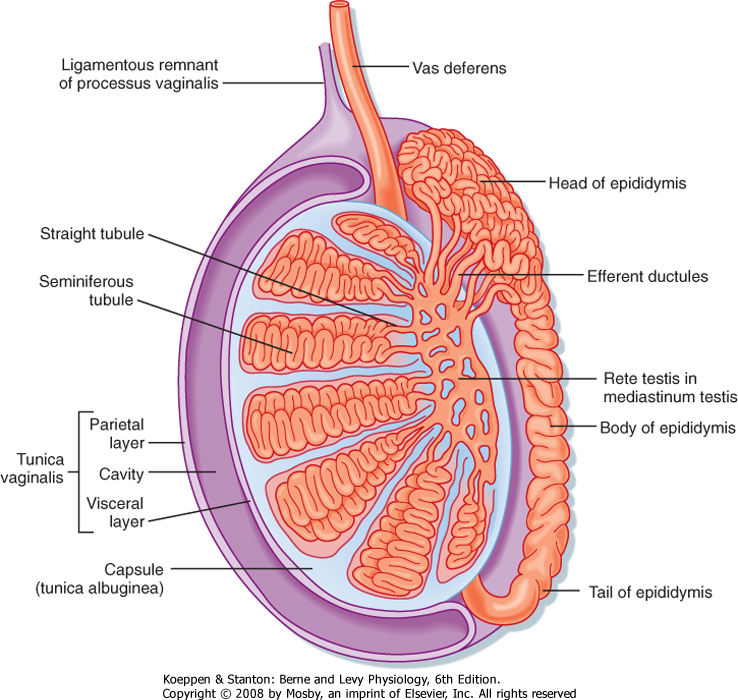 Ligamentous remnant
of processus vaginalis
Vas deferens
Head of epididymis
Straight tubule
Efferent ductules
Seminiferous
tubule
Rete testis in
mediastinum testis
Body of epididymis
Tunica
vaginalis
Parietal
layer
Cavity
Visceral
layer
Capsule
(tunica albuginea)
Tail of epididymis
Koeppen & Stanton: Berne and Levy Physiology, 6th Edition.
Copyright © 2008 by Mosby, an imprint of Elsevier, Inc. All rights reserved